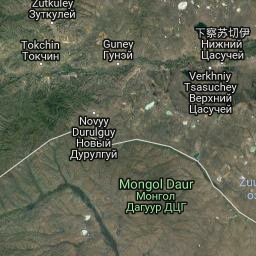 Zutkuley
Зуткулей
Tokchin
Токчин
Guney
Гунэй
下察苏切伊
Нижний
Цасучей
Verkhniy
Tsasuchey
Верхний
Цасучей
Novyy
Durulguy
Новый
Дурулгуй
Mongol Daur
Монгол
Дагуур ДЦГ
Zuu